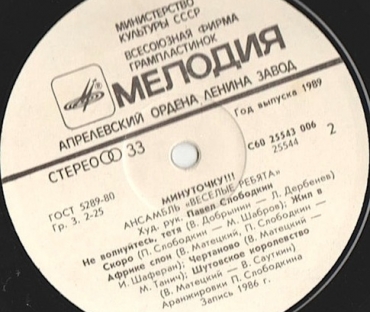 МИНИСТЕРСТВО
КУЛЬТУРЫ СССР
ВСЕСОЮЗНАЯ ФИРМА
ГРАМПЛАСТИНОК
МЕЛОДИЯ
АПРЕЛЕВСКИЙ ОРДЕНА ЛЕНИНА ЗАВОД
СТЕРЕО 33
Год выпуска 1989
ГОСТ 5289-80
Гр. 3. 2-25
С60 25543 006
25544
2
МИНУТОЧКУ!!!
АНСАМБЛЬ «ВЕСЕЛЫЕ РЕБЯТА»
Худ. рук. Павел Слободкин
Не волнуйтесь, тетя (В. Добрынин — Л. Дербенев)
Скоро (П. Слободкин — М. Шабров); Жил в
Африке слон (В. Матецкий, П. Слободкин —
И. Шаферан); Чертаново (В. Матецкий —
М. Танич); Шутовское королевство
(В. Матецкий — В. Сауткин)
Аранжировки П. Слободкина
Запись 1986 г.